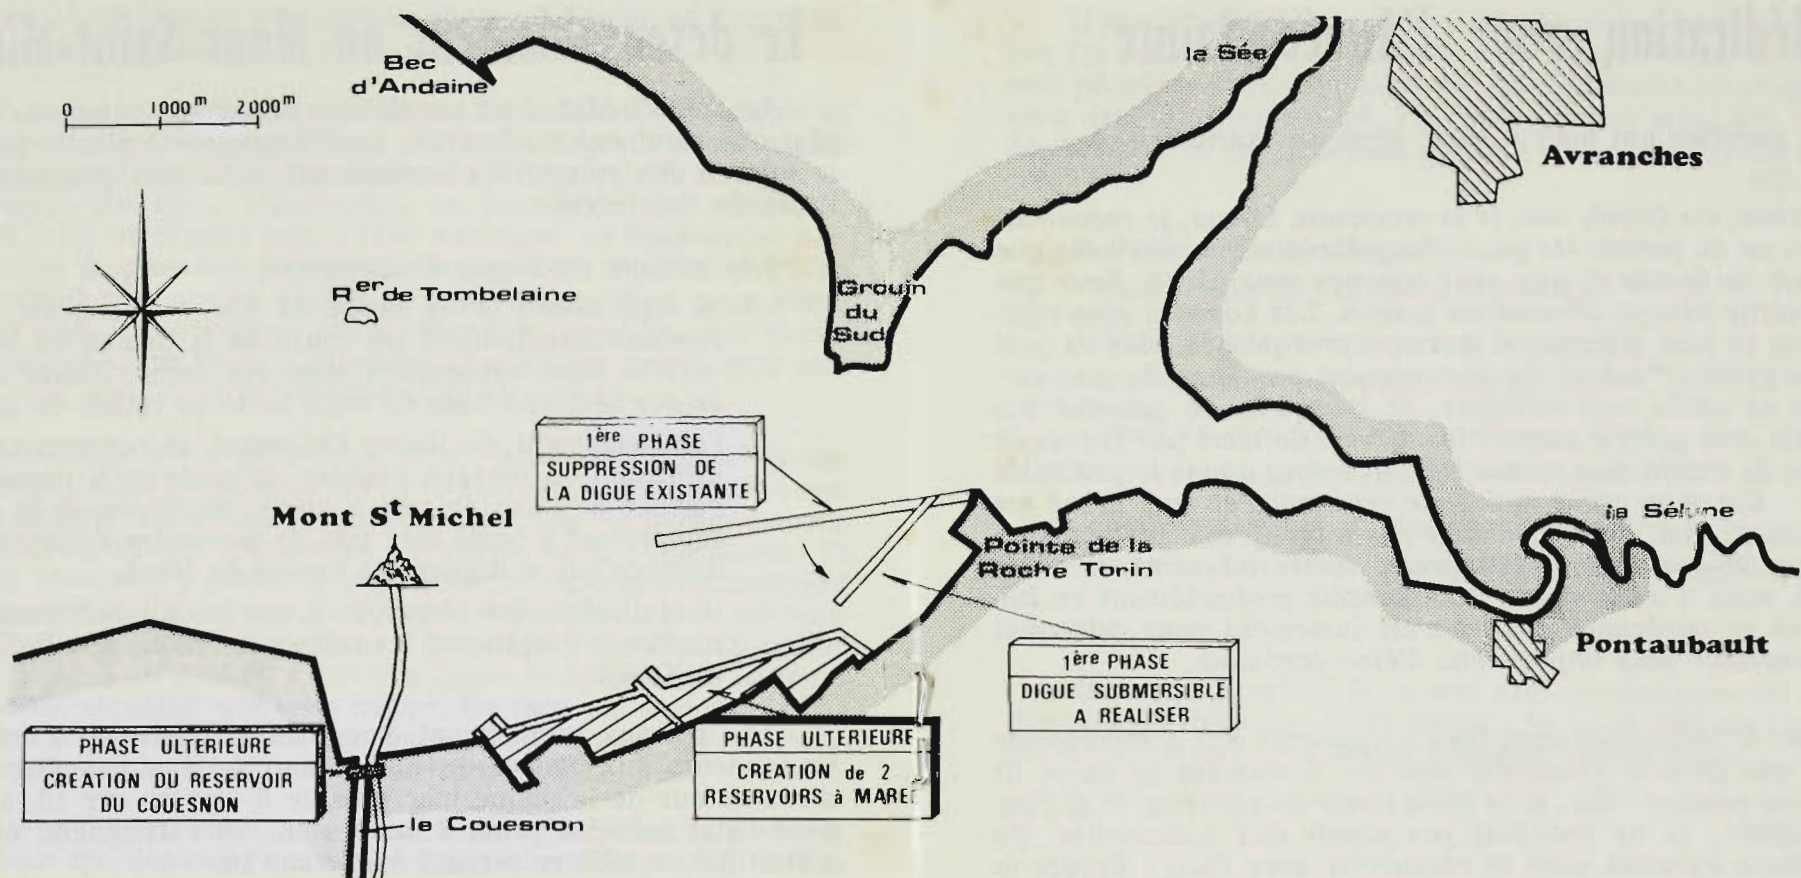 Bec
d'Andaine
la Sée
0 1000m 2000m
Avranches
Rer de Tombelaine
Grouin
du
Sud
1ère PHASE
SUPPRESSION DE
LA DIGUE EXISTANTE
Mont St Michel
la Sélune
Pointe de la
Roche Torin
Pontaubault
1ère PHASE
DIGUE SUBMERSIBLE
A REALISER
PHASE ULTERIEURE
CREATION DU RESERVOIR
DU COUESNON
PHASE ULTERIEURE
CREATION de 2
RESERVOIRS à MAREE
le Couesnon